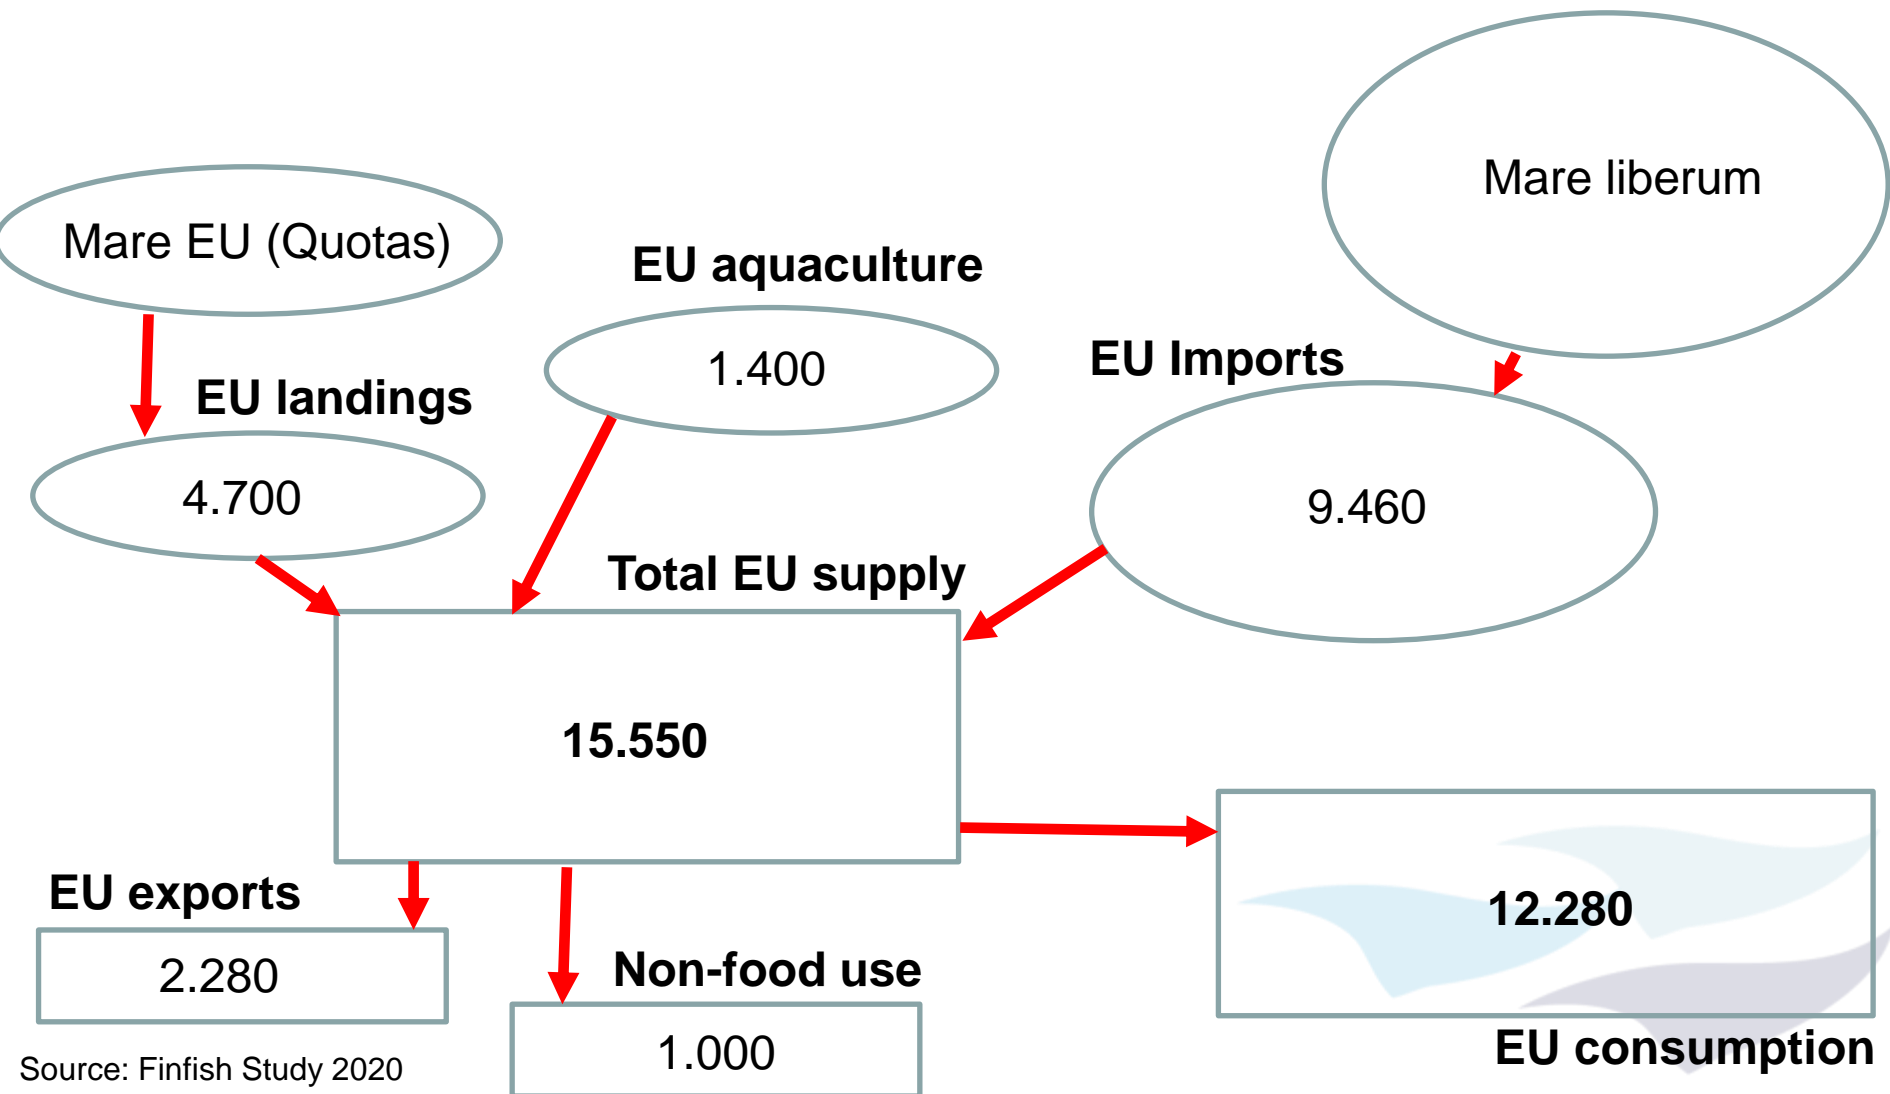 Mare liberum
Mare EU (Quotas)
EU aquaculture
1.400
EU Imports
EU landings
4.700
9.460
Total EU supply
15.550
12.280
EU consumption
EU exports
2.280
Non-food use
1.000
Source: Finfish Study 2020